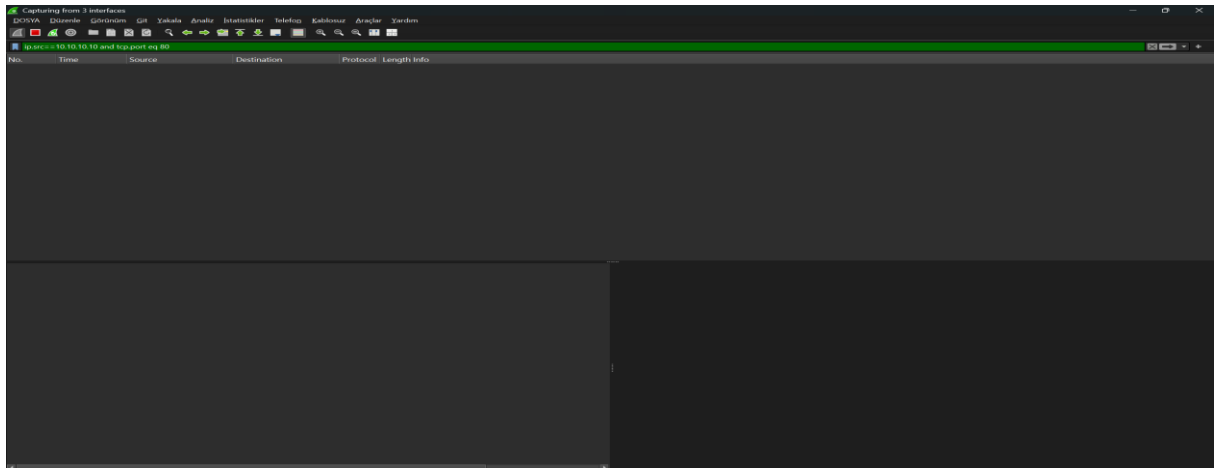 Capturing from 3 interfaces
DOSYA Düzenle Görünüm Git Yakala Analiz İstatistikler Telefon Kablosuz Araçlar Yardım
ip.src==10.10.10.10 and tcp.port eq 80
No. Time Source Destination Protocol Length Info